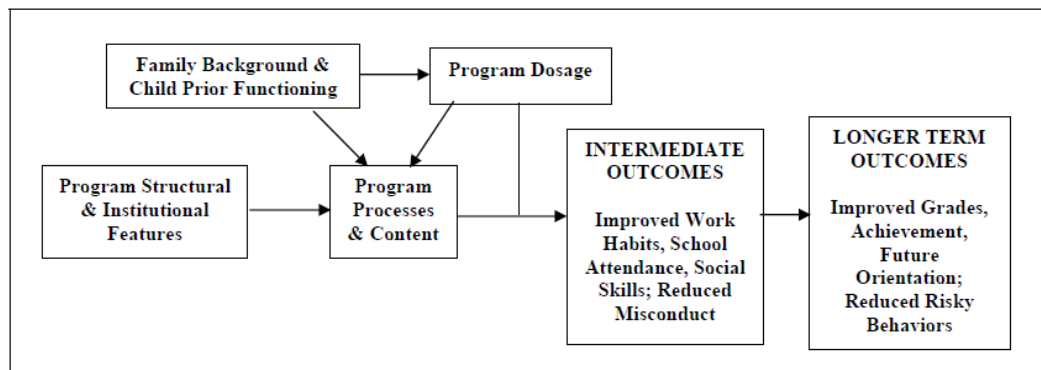 Family Background &
Child Prior Functioning
Program Dosage
Program Structural
& Institutional
Features
Program
Processes
& Content
INTERMEDIATE
OUTCOMES
Improved Work
Habits, School
Attendance, Social
Skills; Reduced
Misconduct
LONGER TERM
OUTCOMES
Improved Grades,
Achievement,
Future
Orientation;
Reduced Risky
Behaviors